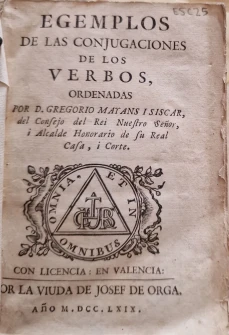 ESC 25
EGEMPLOS
DE LAS CONJUGACIONES
DE LOS
VERBOS,
ORDENADAS
POR D. GREGORIO MAYANS I SISCAR,
del Consejo del Rei Nuestro Señor,
i Alcalde Honorario de su Real
Casa, i Corte.
OMNIA, ET IN
OMNIBUS
CON LICENCIA: EN VALENCIA:
OR LA VIUDA DE JOSEF DE ORGA.
AÑO M.DCC.LXIX.